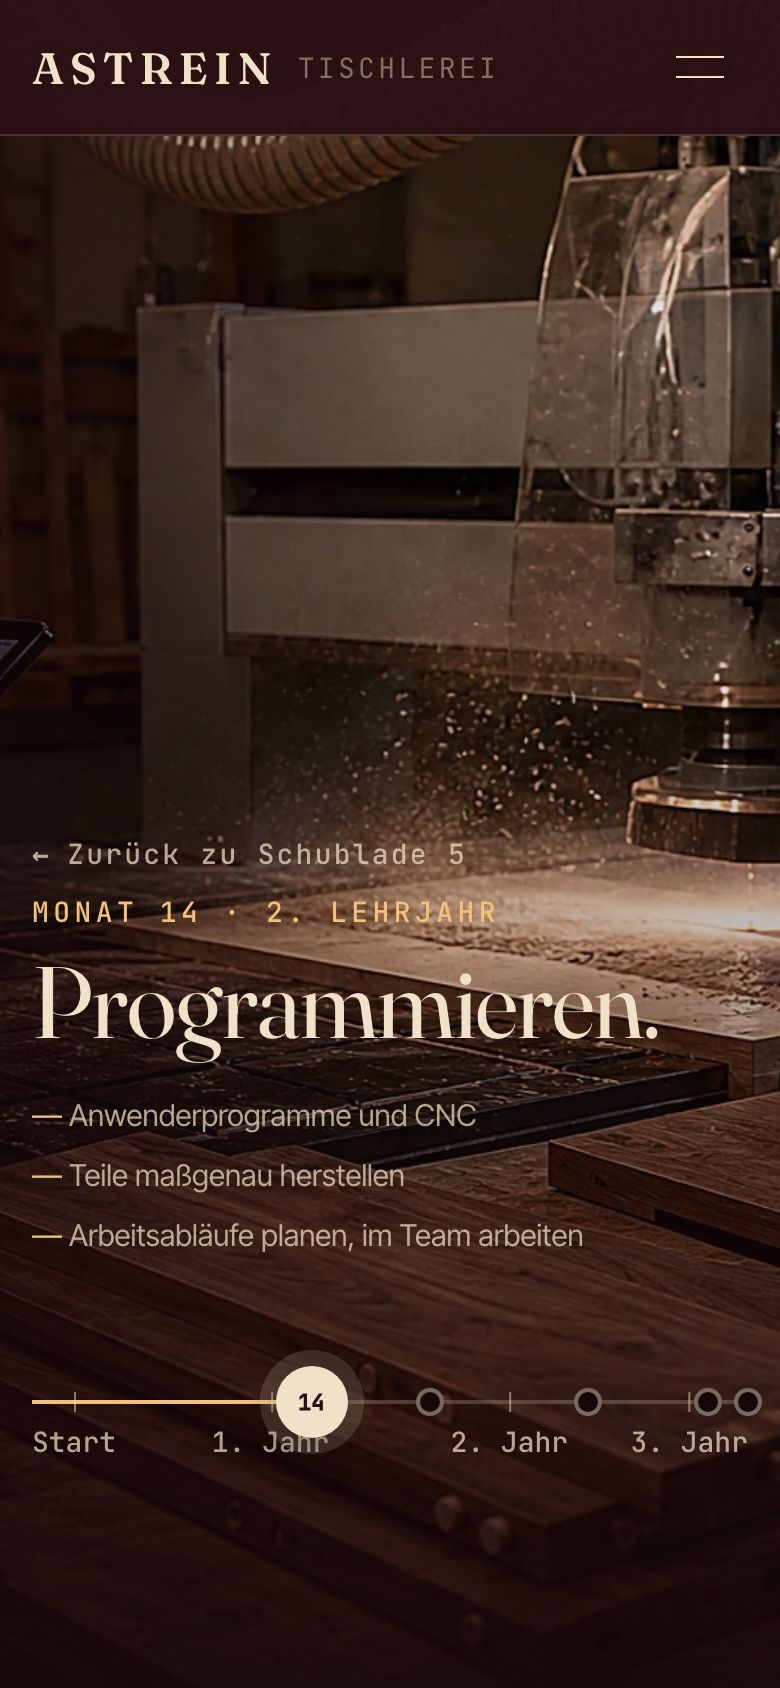 ASTREIN TISCHLEREI
← Zurück zu Schublade 5
MONAT 14 · 2. LEHRJAHR
Programmieren.
— Anwenderprogramme und CNC
— Teile maßgenau herstellen
— Arbeitsabläufe planen, im Team arbeiten
14
Start 1. Jahr 2. Jahr 3. Jahr